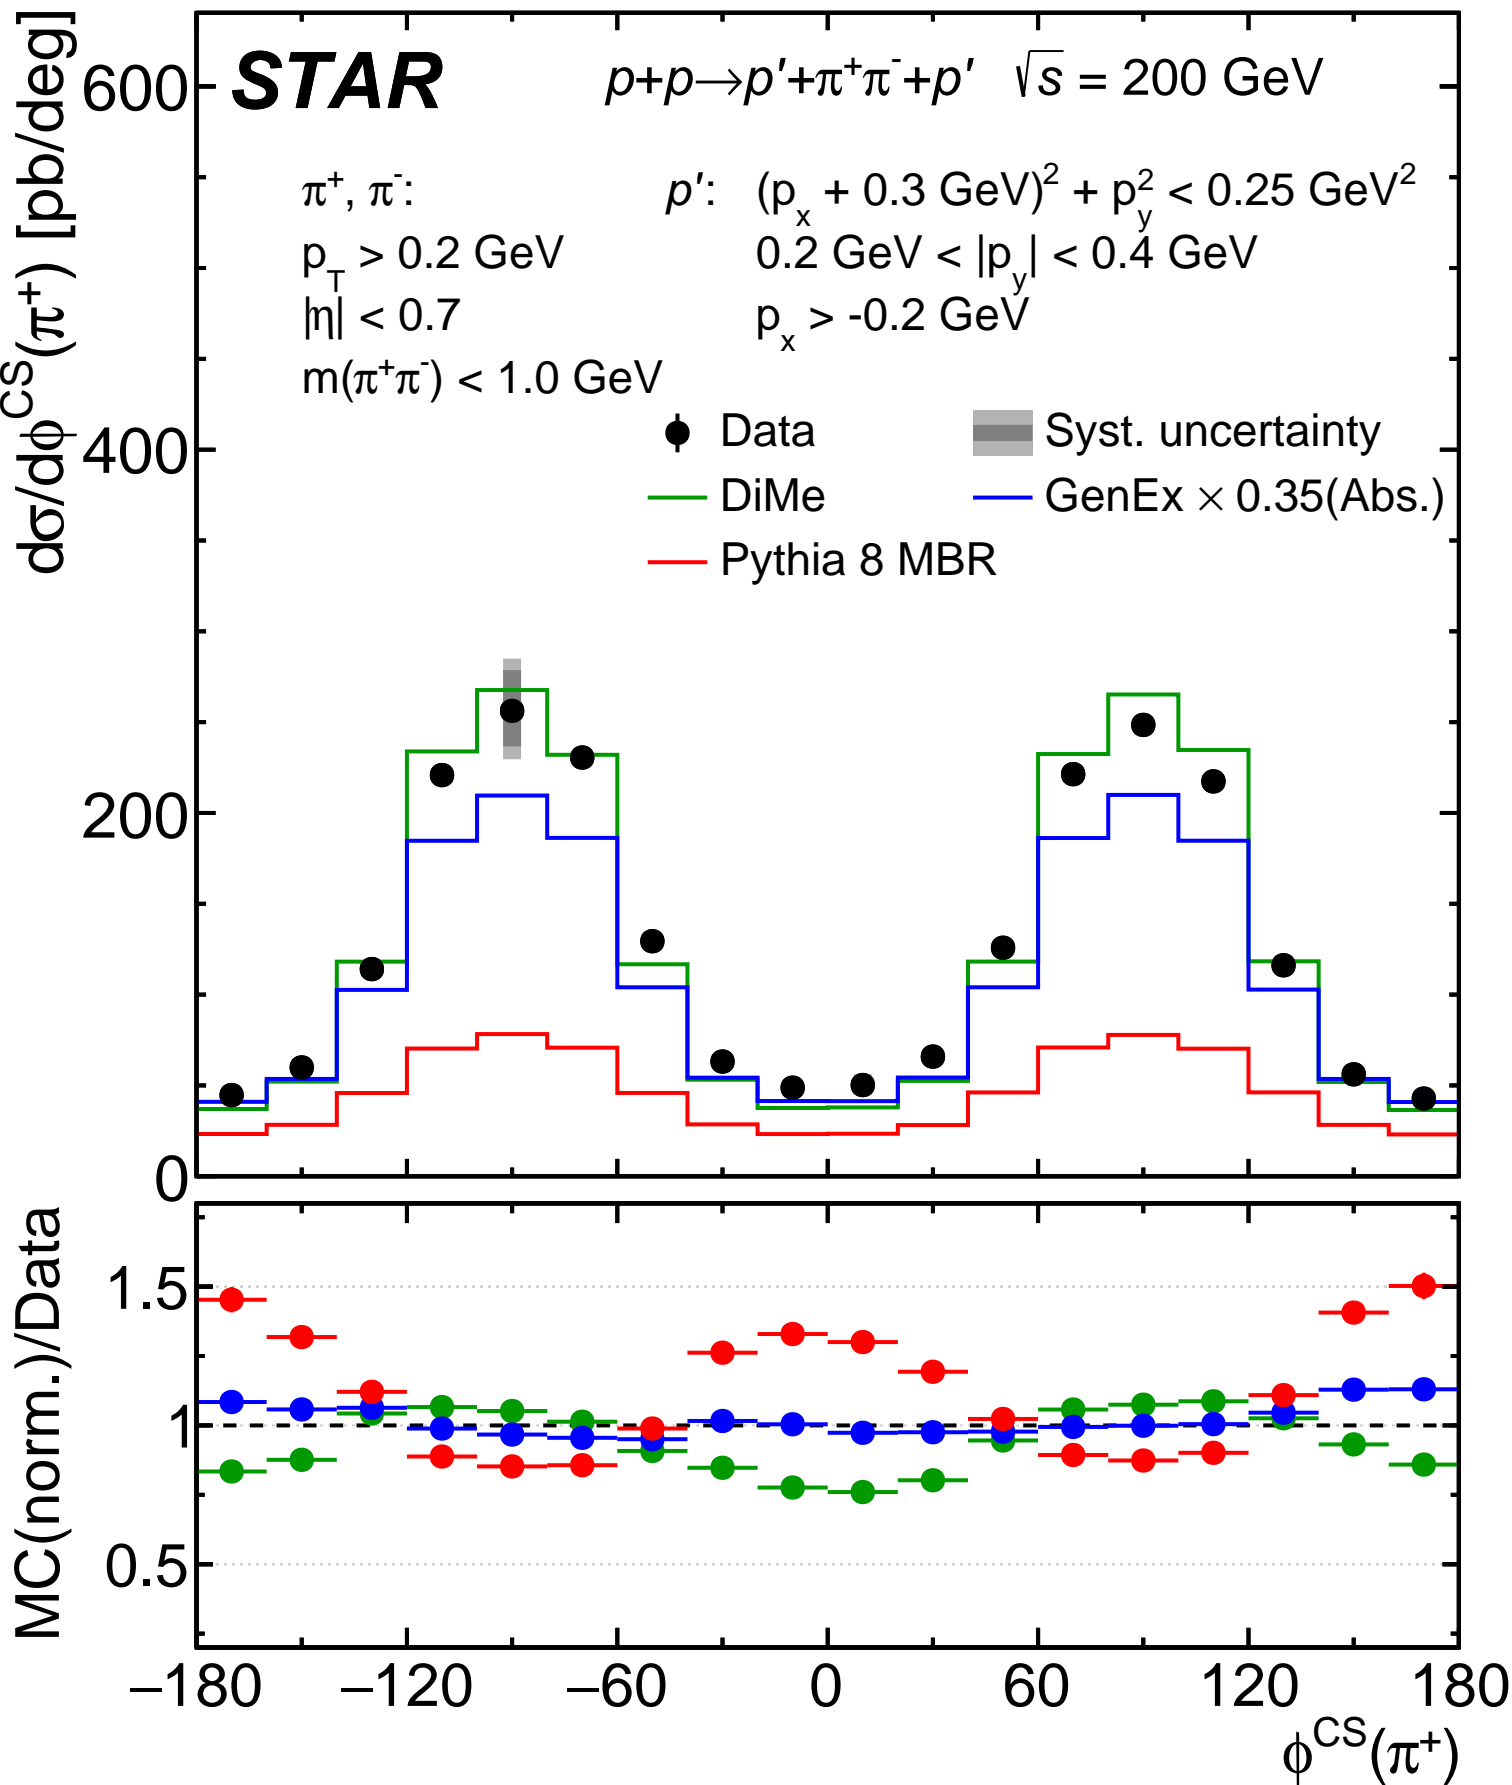 dσ/dϕ^CS(π⁺) [pb/deg]
600
400
200
0
STAR p+p→p′+π⁺π⁻+p′ √s = 200 GeV
π⁺, π⁻: p′: (p_x + 0.3 GeV)² + p_y² < 0.25 GeV²
p_T > 0.2 GeV 0.2 GeV < |p_y| < 0.4 GeV
|η| < 0.7 p_x > -0.2 GeV
m(π⁺π⁻) < 1.0 GeV
Data Syst. uncertainty
DiMe GenEx × 0.35(Abs.)
Pythia 8 MBR
MC(norm.)/Data
1.5
1
0.5
−180 −120 −60 0 60 120 180
ϕ^CS(π⁺)